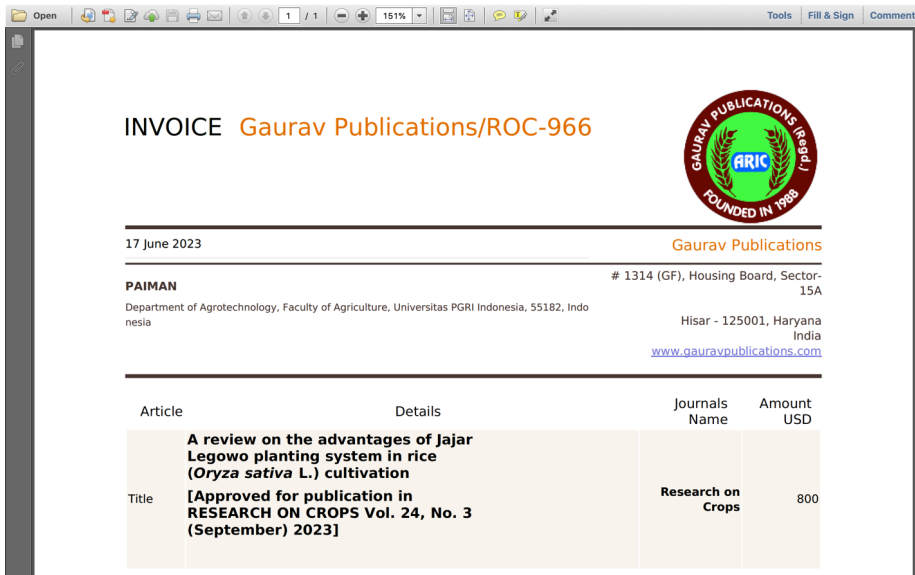 Open
1 / 1
151%
Tools
Fill & Sign
Comment
INVOICE Gaurav Publications/ROC-966
GAURAV PUBLICATIONS (Regd.)
ARIC
FOUNDED IN 1988
17 June 2023
Gaurav Publications
PAIMAN
Department of Agrotechnology, Faculty of Agriculture, Universitas PGRI Indonesia, 55182, Indo
nesia
# 1314 (GF), Housing Board, Sector-
15A
Hisar - 125001, Haryana
India
www.gauravpublications.com
Article
Details
Journals
Name
Amount
USD
Title
A review on the advantages of Jajar
Legowo planting system in rice
(Oryza sativa L.) cultivation
[Approved for publication in
RESEARCH ON CROPS Vol. 24, No. 3
(September) 2023]
Research on
Crops
800